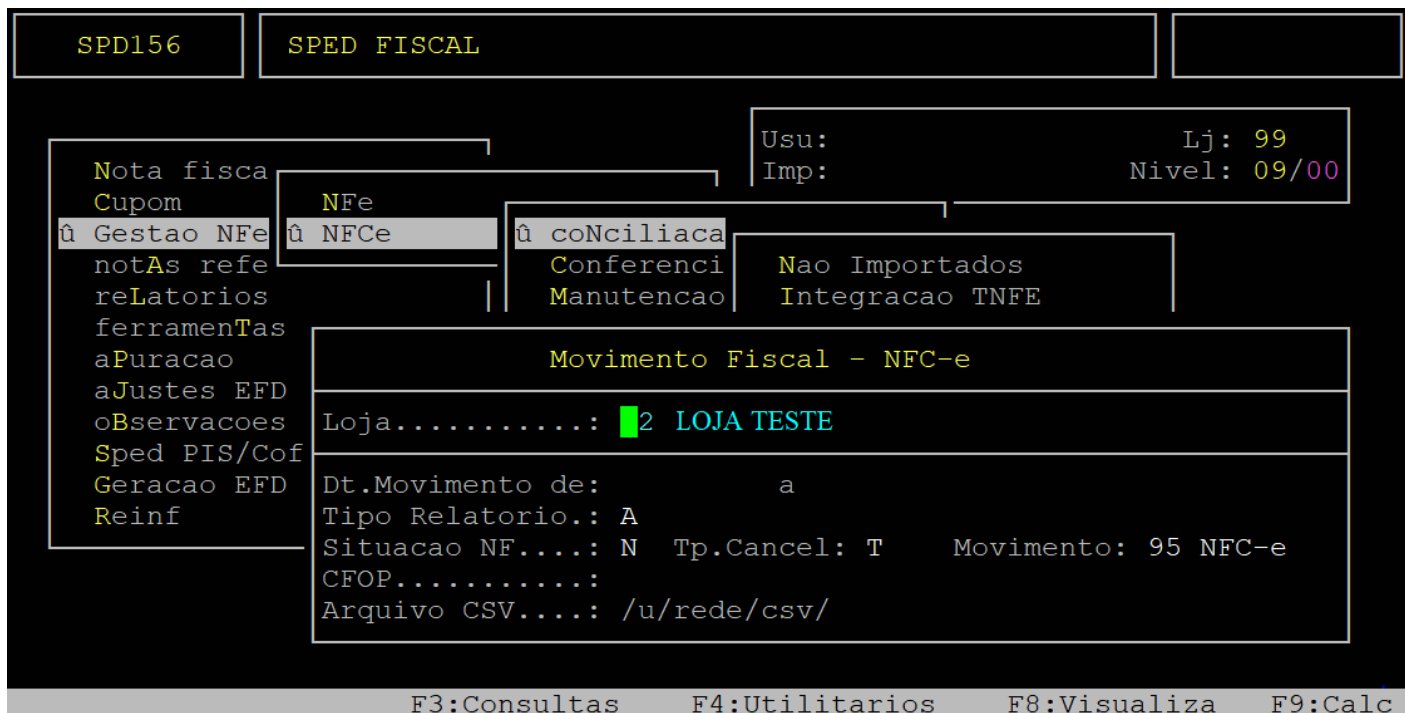 SPD156 SPED FISCAL
Usu: Lj: 99
Nota fisca Imp: Nivel: 09/00
Cupom NFe
û Gestao NFe û NFCe û coNciliaca
notAs refe Conferenci Nao Importados
reLatorios Manutencao Integracao TNFE
ferramenTas
aPuracao Movimento Fiscal - NFC-e
aJustes EFD
oBservacoes Loja...........: 2 LOJA TESTE
Sped PIS/Cof
Geracao EFD Dt.Movimento de: a
Reinf Tipo Relatorio.: A
Situacao NF....: N Tp.Cancel: T Movimento: 95 NFC-e
CFOP...........:
Arquivo CSV....: /u/rede/csv/
F3:Consultas F4:Utilitarios F8:Visualiza F9:Calc